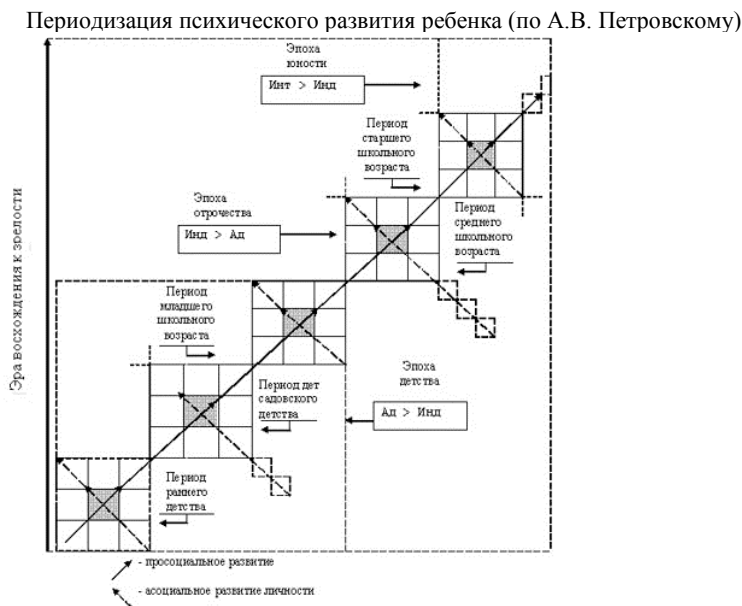 Периодизация психического развития ребенка (по А.В. Петровскому)
Эпоха
юности
Инт > Инд
Период
старшего
школьного
возраста
Эпоха
отрочества
Инд > Ад
Период
среднего
школьного
возраста
Эра восхождения к зрелости
Период
младшего
школьного
возраста
Эпоха
детства
Ад > Инд
Период дет
садовского
детства
Период
раннего
детства
- просоциальное развитие
- асоциальное развитие личности